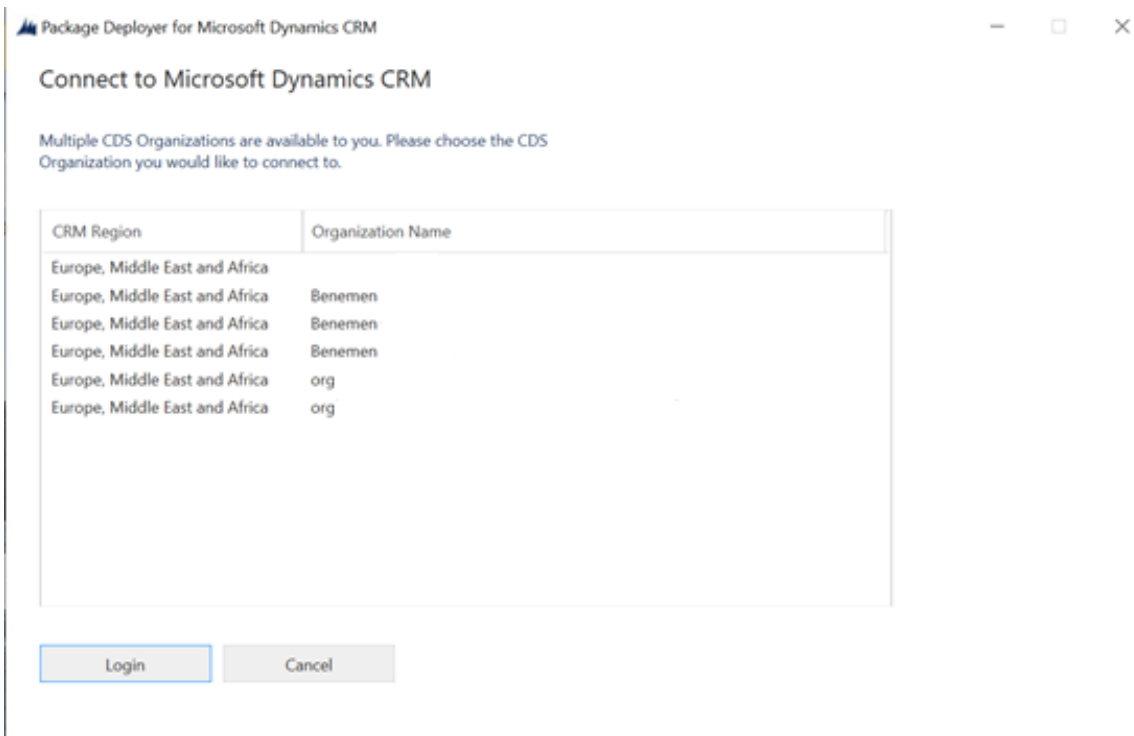 Package Deployer for Microsoft Dynamics CRM
Connect to Microsoft Dynamics CRM
Multiple CDS Organizations are available to you. Please choose the CDS
Organization you would like to connect to.
CRM Region Organization Name
Europe, Middle East and Africa
Europe, Middle East and Africa Benemen
Europe, Middle East and Africa Benemen
Europe, Middle East and Africa Benemen
Europe, Middle East and Africa org
Europe, Middle East and Africa org
Login Cancel